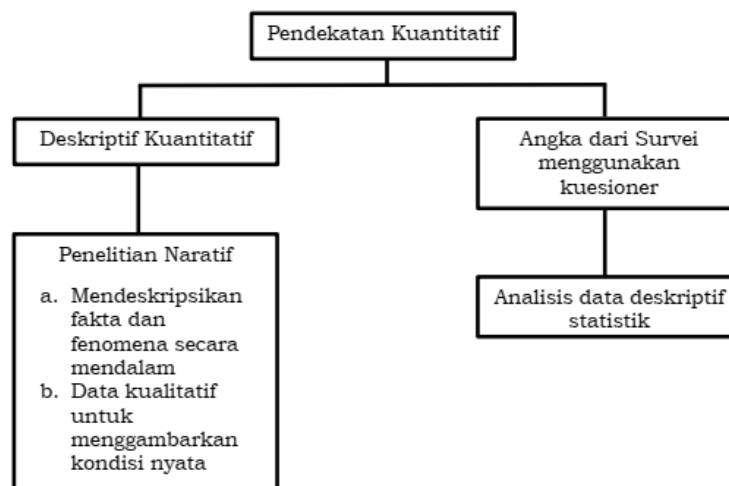 Pendekatan Kuantitatif
Deskriptif Kuantitatif
Penelitian Naratif
a. Mendeskripsikan
fakta dan
fenomena secara
mendalam
b. Data kualitatif
untuk
menggambarkan
kondisi nyata
Angka dari Survei
menggunakan
kuesioner
Analisis data deskriptif
statistik